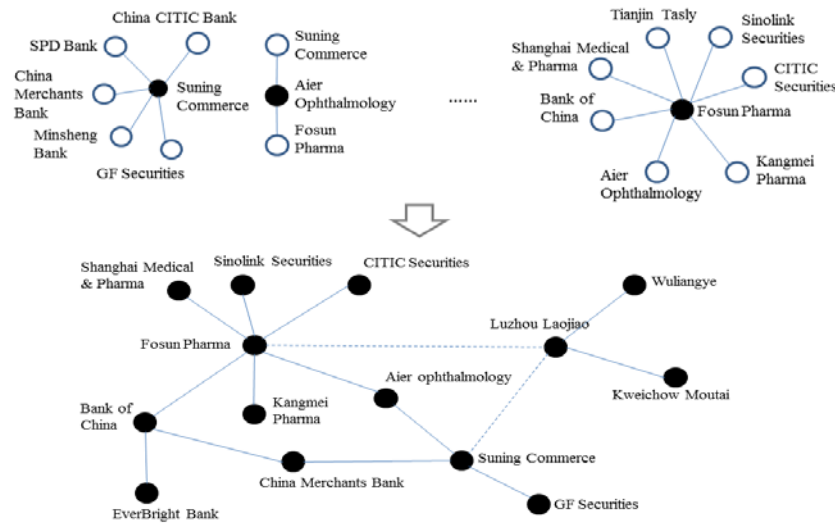 China CITIC Bank
SPD Bank
China
Merchants
Bank
Suning
Commerce
Minsheng
Bank
GF Securities
Suning
Commerce
Aier
Ophthalmology
Fosun
Pharma
......
Tianjin Tasly
Sinolink
Securities
Shanghai Medical
& Pharma
CITIC
Securities
Bank of
China
Fosun Pharma
Aier
Ophthalmology
Kangmei
Pharma
Shanghai Medical
& Pharma
Sinolink Securities
CITIC Securities
Wuliangye
Luzhou Laojiao
Fosun Pharma
Aier ophthalmology
Kweichow Moutai
Bank of
China
Kangmei
Pharma
Suning Commerce
China Merchants Bank
GF Securities
EverBright Bank